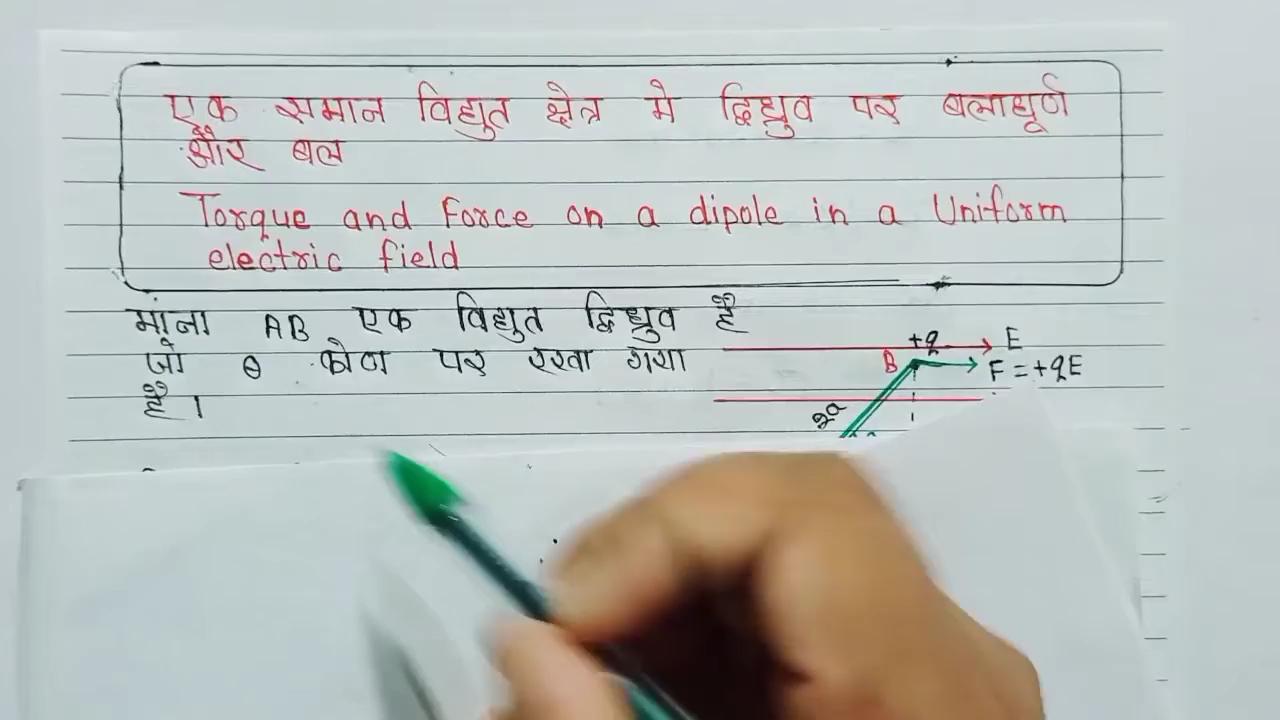 एक समान विद्युत क्षेत्र मे द्विध्रुव पर बलाघूर्ण
और बल
Torque and Force on a dipole in a Uniform
electric field
माना AB एक विद्युत द्विध्रुव है
जो θ कोण पर रखा गया
है।
+q
E
B
F = +qE
2a